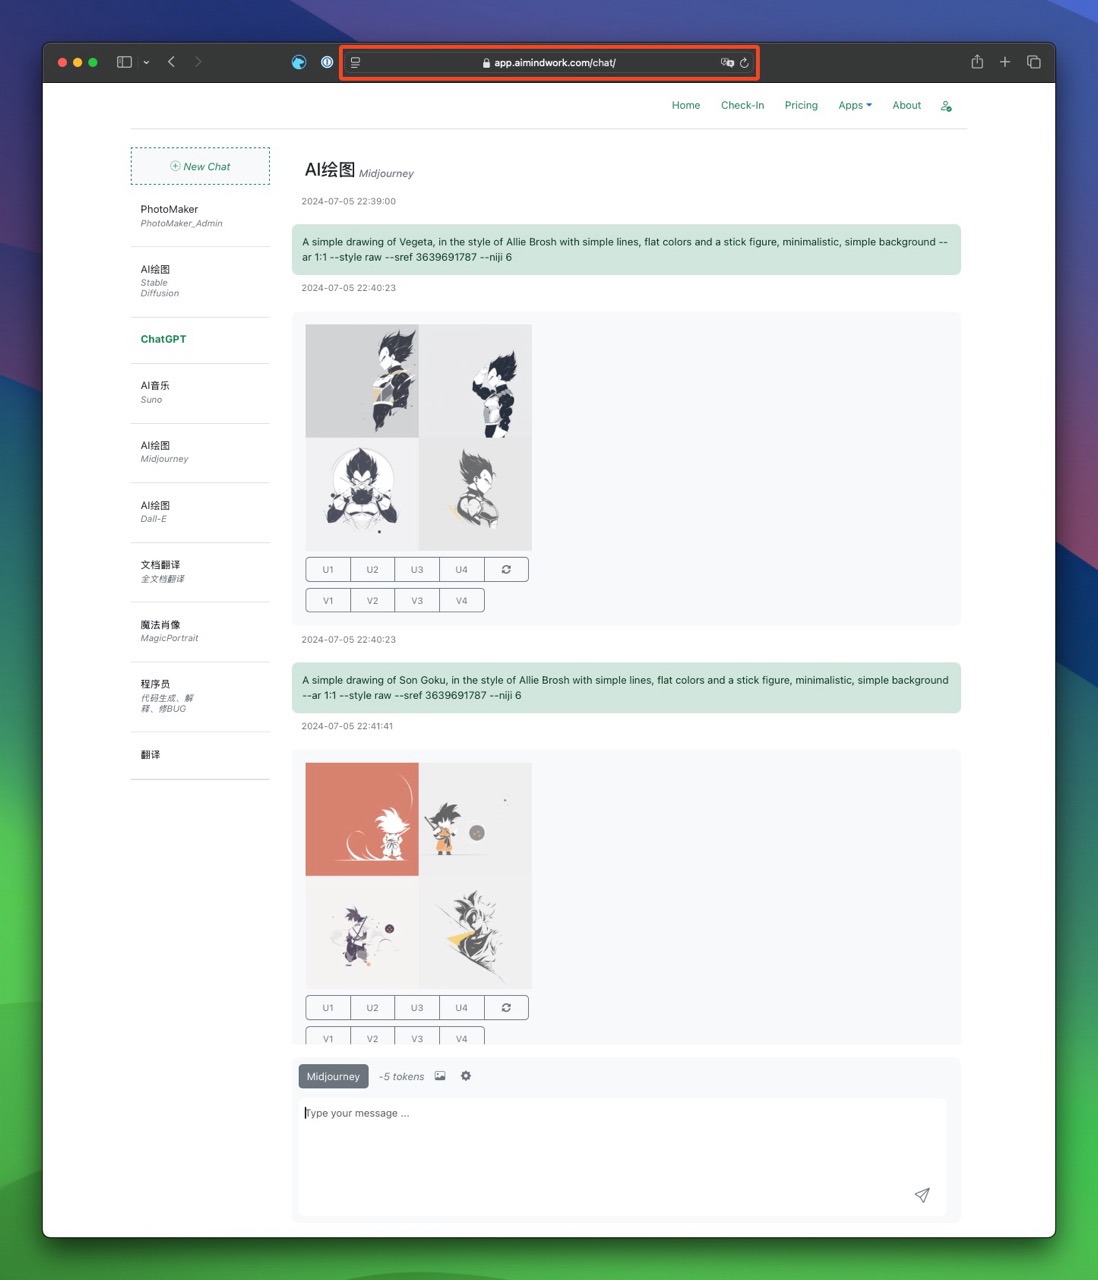 app.aimindwork.com/chat/
Home
Check-In
Pricing
Apps
About
New Chat
PhotoMaker
PhotoMaker_Admin
AI绘图
Stable
Diffusion
ChatGPT
AI音乐
Suno
AI绘图
Midjourney
AI绘图
Dall-E
文档翻译
全文档翻译
魔法肖像
MagicPortrait
程序员
代码生成、解
释、修BUG
翻译
AI绘图 Midjourney
2024-07-05 22:39:00
A simple drawing of Vegeta, in the style of Allie Brosh with simple lines, flat colors and a stick figure, minimalistic, simple background --
ar 1:1 --style raw --sref 3639691787 --niji 6
2024-07-05 22:40:23
U1 U2 U3 U4
V1 V2 V3 V4
2024-07-05 22:40:23
A simple drawing of Son Goku, in the style of Allie Brosh with simple lines, flat colors and a stick figure, minimalistic, simple background
--ar 1:1 --style raw --sref 3639691787 --niji 6
2024-07-05 22:41:41
U1 U2 U3 U4
V1 V2 V3 V4
Midjourney -5 tokens
Type your message ...